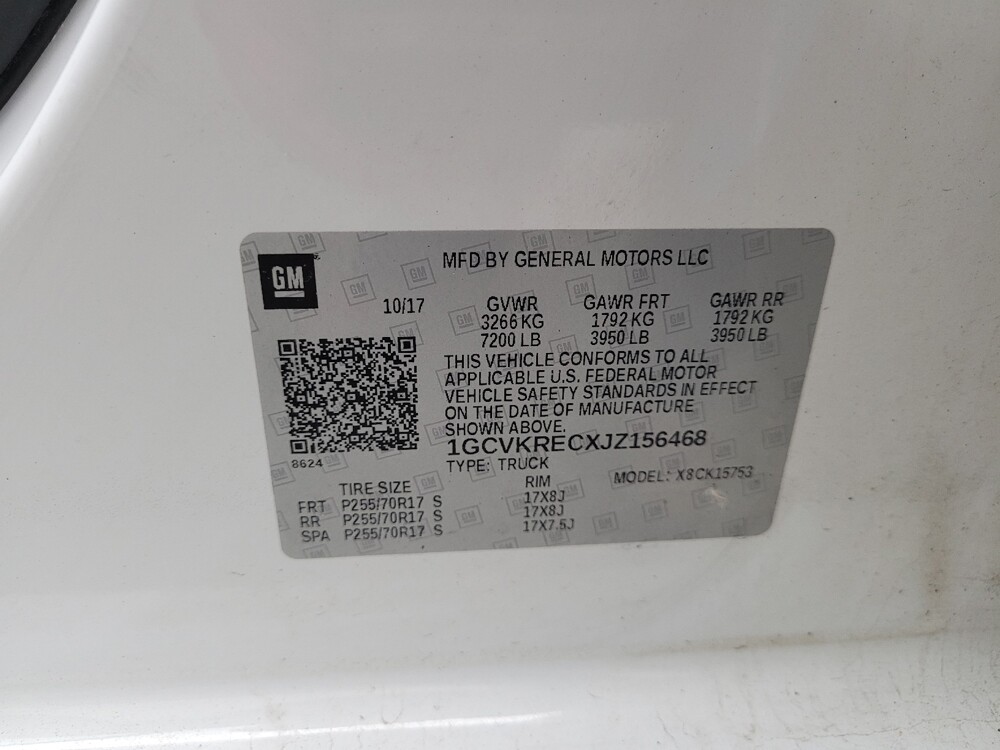 GM
MFD BY GENERAL MOTORS LLC
10/17
GVWR GAWR FRT GAWR RR
3266 KG 1792 KG 1792 KG
7200 LB 3950 LB 3950 LB
THIS VEHICLE CONFORMS TO ALL
APPLICABLE U.S. FEDERAL MOTOR
VEHICLE SAFETY STANDARDS IN EFFECT
ON THE DATE OF MANUFACTURE
SHOWN ABOVE.
1GCVKRECXJZ156468
8624
TYPE: TRUCK MODEL: X8CK15753
TIRE SIZE RIM
FRT P255/70R17 S 17X8J
RR P255/70R17 S 17X8J
SPA P255/70R17 S 17X7.5J